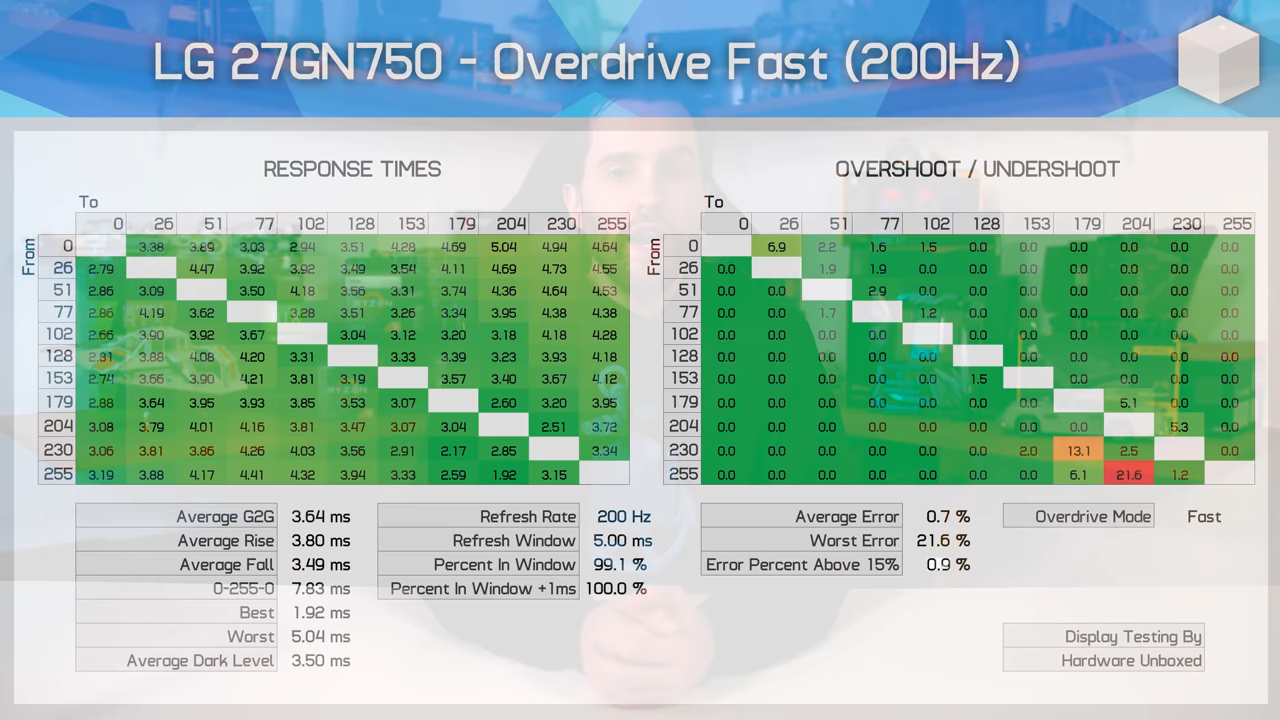 LG 27GN750 - Overdrive Fast (200Hz)
RESPONSE TIMES
To
0 26 51 77 102 128 153 179 204 230 255
From
0 3.38 3.89 3.03 2.94 3.51 4.28 4.69 5.04 4.94 4.64
26 2.79 4.47 3.92 3.92 3.49 3.54 4.11 4.69 4.73 4.55
51 2.86 3.09 3.50 4.18 3.56 3.31 3.74 4.36 4.64 4.53
77 2.86 4.19 3.62 3.28 3.51 3.26 3.34 3.95 4.38 4.38
102 2.66 3.90 3.92 3.67 3.04 3.12 3.20 3.18 4.18 4.28
128 2.81 3.88 4.08 4.20 3.31 3.33 3.39 3.23 3.93 4.18
153 2.74 3.66 3.90 4.21 3.81 3.19 3.57 3.40 3.67 4.12
179 2.88 3.64 3.95 3.93 3.85 3.53 3.07 2.60 3.20 3.95
204 3.08 3.79 4.01 4.16 3.81 3.47 3.07 3.04 2.51 3.72
230 3.06 3.81 3.86 4.26 4.03 3.56 2.91 2.17 2.85 3.34
255 3.19 3.88 4.17 4.41 4.32 3.94 3.33 2.59 1.92 3.15
OVERSHOOT / UNDERSHOOT
To
0 26 51 77 102 128 153 179 204 230 255
From
0 6.9 2.2 1.6 1.5 0.0 0.0 0.0 0.0 0.0 0.0
26 0.0 1.9 1.9 0.0 0.0 0.0 0.0 0.0 0.0 0.0
51 0.0 0.0 2.9 0.0 0.0 0.0 0.0 0.0 0.0 0.0
77 0.0 0.0 1.7 1.2 0.0 0.0 0.0 0.0 0.0 0.0
102 0.0 0.0 0.0 0.0 0.0 0.0 0.0 0.0 0.0 0.0
128 0.0 0.0 0.0 0.0 0.0 0.0 0.0 0.0 0.0 0.0
153 0.0 0.0 0.0 0.0 0.0 1.5 0.0 0.0 0.0 0.0
179 0.0 0.0 0.0 0.0 0.0 0.0 0.0 5.1 0.0 0.0
204 0.0 0.0 0.0 0.0 0.0 0.0 0.0 0.0 5.3 0.0
230 0.0 0.0 0.0 0.0 0.0 0.0 2.0 13.1 2.5 0.0
255 0.0 0.0 0.0 0.0 0.0 0.0 0.0 6.1 21.6 1.2
Average G2G 3.64 ms
Average Rise 3.80 ms
Average Fall 3.49 ms
0-255-0 7.83 ms
Best 1.92 ms
Worst 5.04 ms
Average Dark Level 3.50 ms
Refresh Rate 200 Hz
Refresh Window 5.00 ms
Percent In Window 99.1 %
Percent In Window +1ms 100.0 %
Average Error 0.7 %
Worst Error 21.6 %
Error Percent Above 15% 0.9 %
Overdrive Mode Fast
Display Testing By
Hardware Unboxed